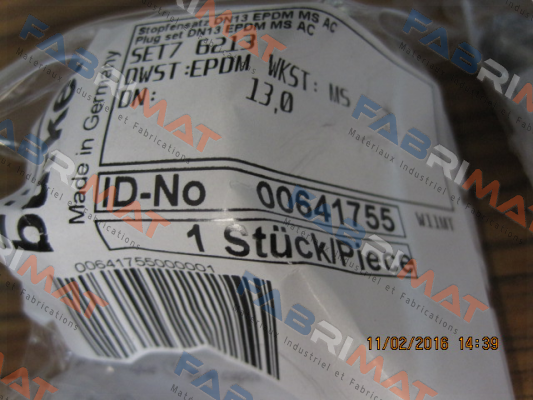 Stopfensatz DN13 EPDM MS AC
Plug set DN13 EPDM MS AC
SET7 6213
DWST:EPDM WKST: MS
DN: 13,0
Made in Germany
ID-No 00641755
W11MT
1 Stück/Piece
00641755000001
11/02/2016 14:39
FABRIMAT
Matériaux Industriel et Fabrications